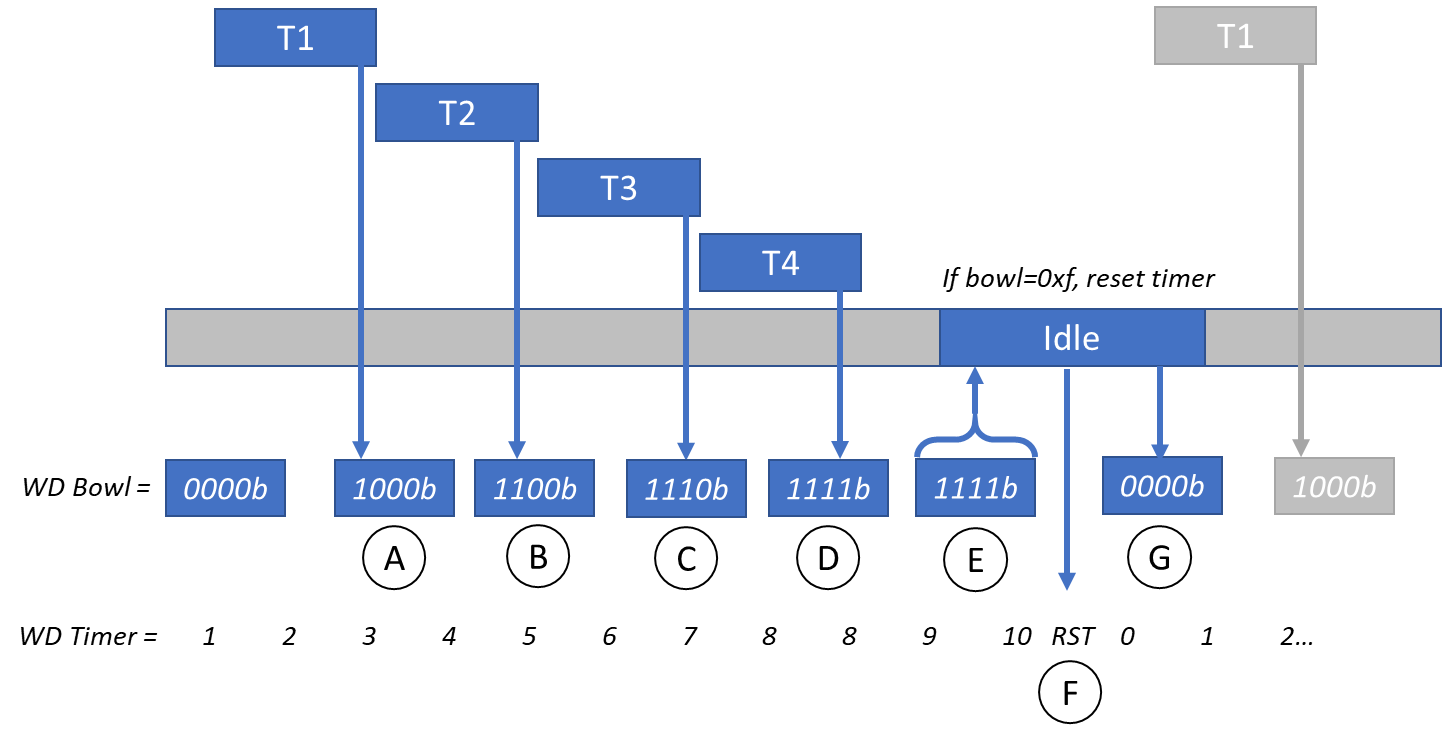 T1
T1
T2
T3
T4
If bowl=0xf, reset timer
Idle
WD Bowl = 0000b 1000b 1100b 1110b 1111b 1111b 0000b 1000b
A B C D E G
WD Timer = 1 2 3 4 5 6 7 8 8 9 10 RST 0 1 2...
F